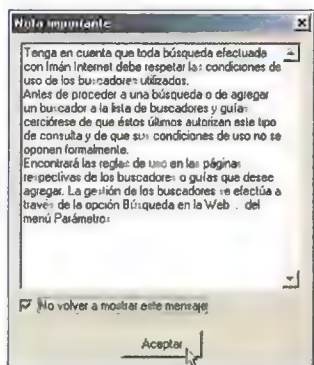 Nota importante
Tenga en cuenta que toda búsqueda efectuada
con Imán Internet debe respetar las condiciones de
uso de los buscadores utilizados.
Antes de proceder a una búsqueda o de agregar
un buscador a la lista de buscadores y guías
cerciórese de que éstos últimos autorizan este tipo
de consulta y de que sus condiciones de uso no se
oponen formalmente.
Encontrará las reglas de uso en las páginas
respectivas de los buscadores o guías que desee
agregar. La gestión de los buscadores se efectúa a
través de la opción Búsqueda en la Web . del
menú Parámetros
No volver a mostrar este mensaje
Aceptar